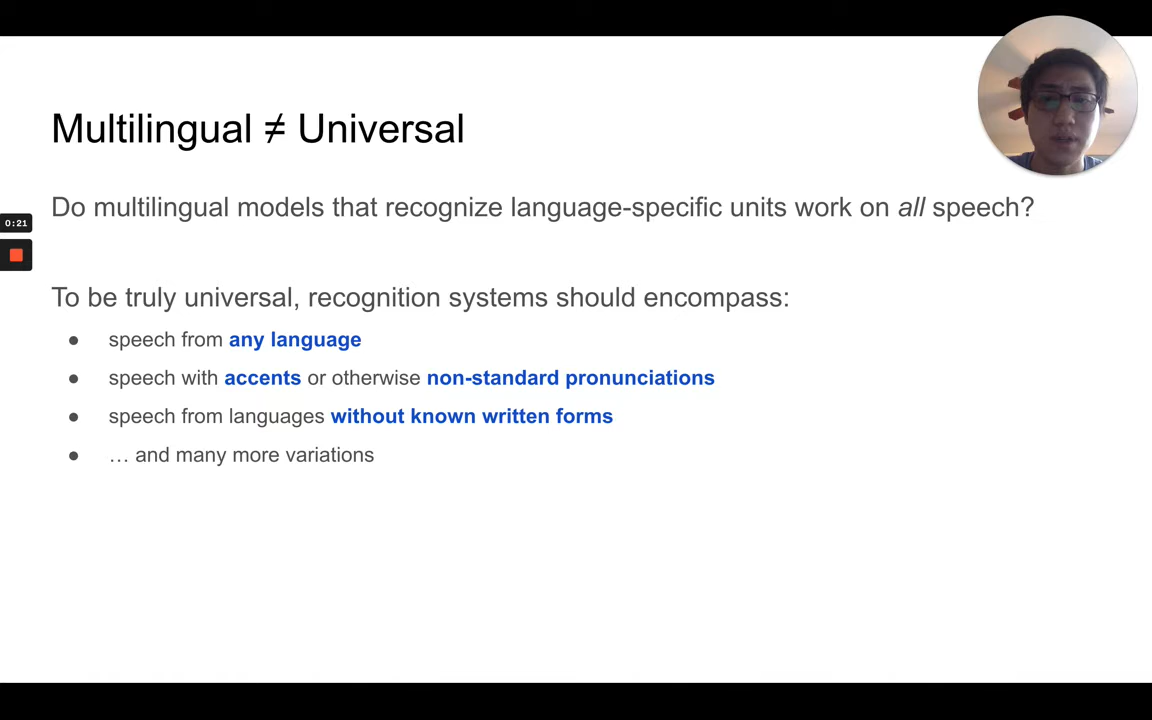 Multilingual ≠ Universal
Do multilingual models that recognize language-specific units work on all speech?
0:21
To be truly universal, recognition systems should encompass:
● speech from any language
● speech with accents or otherwise non-standard pronunciations
● speech from languages without known written forms
● … and many more variations